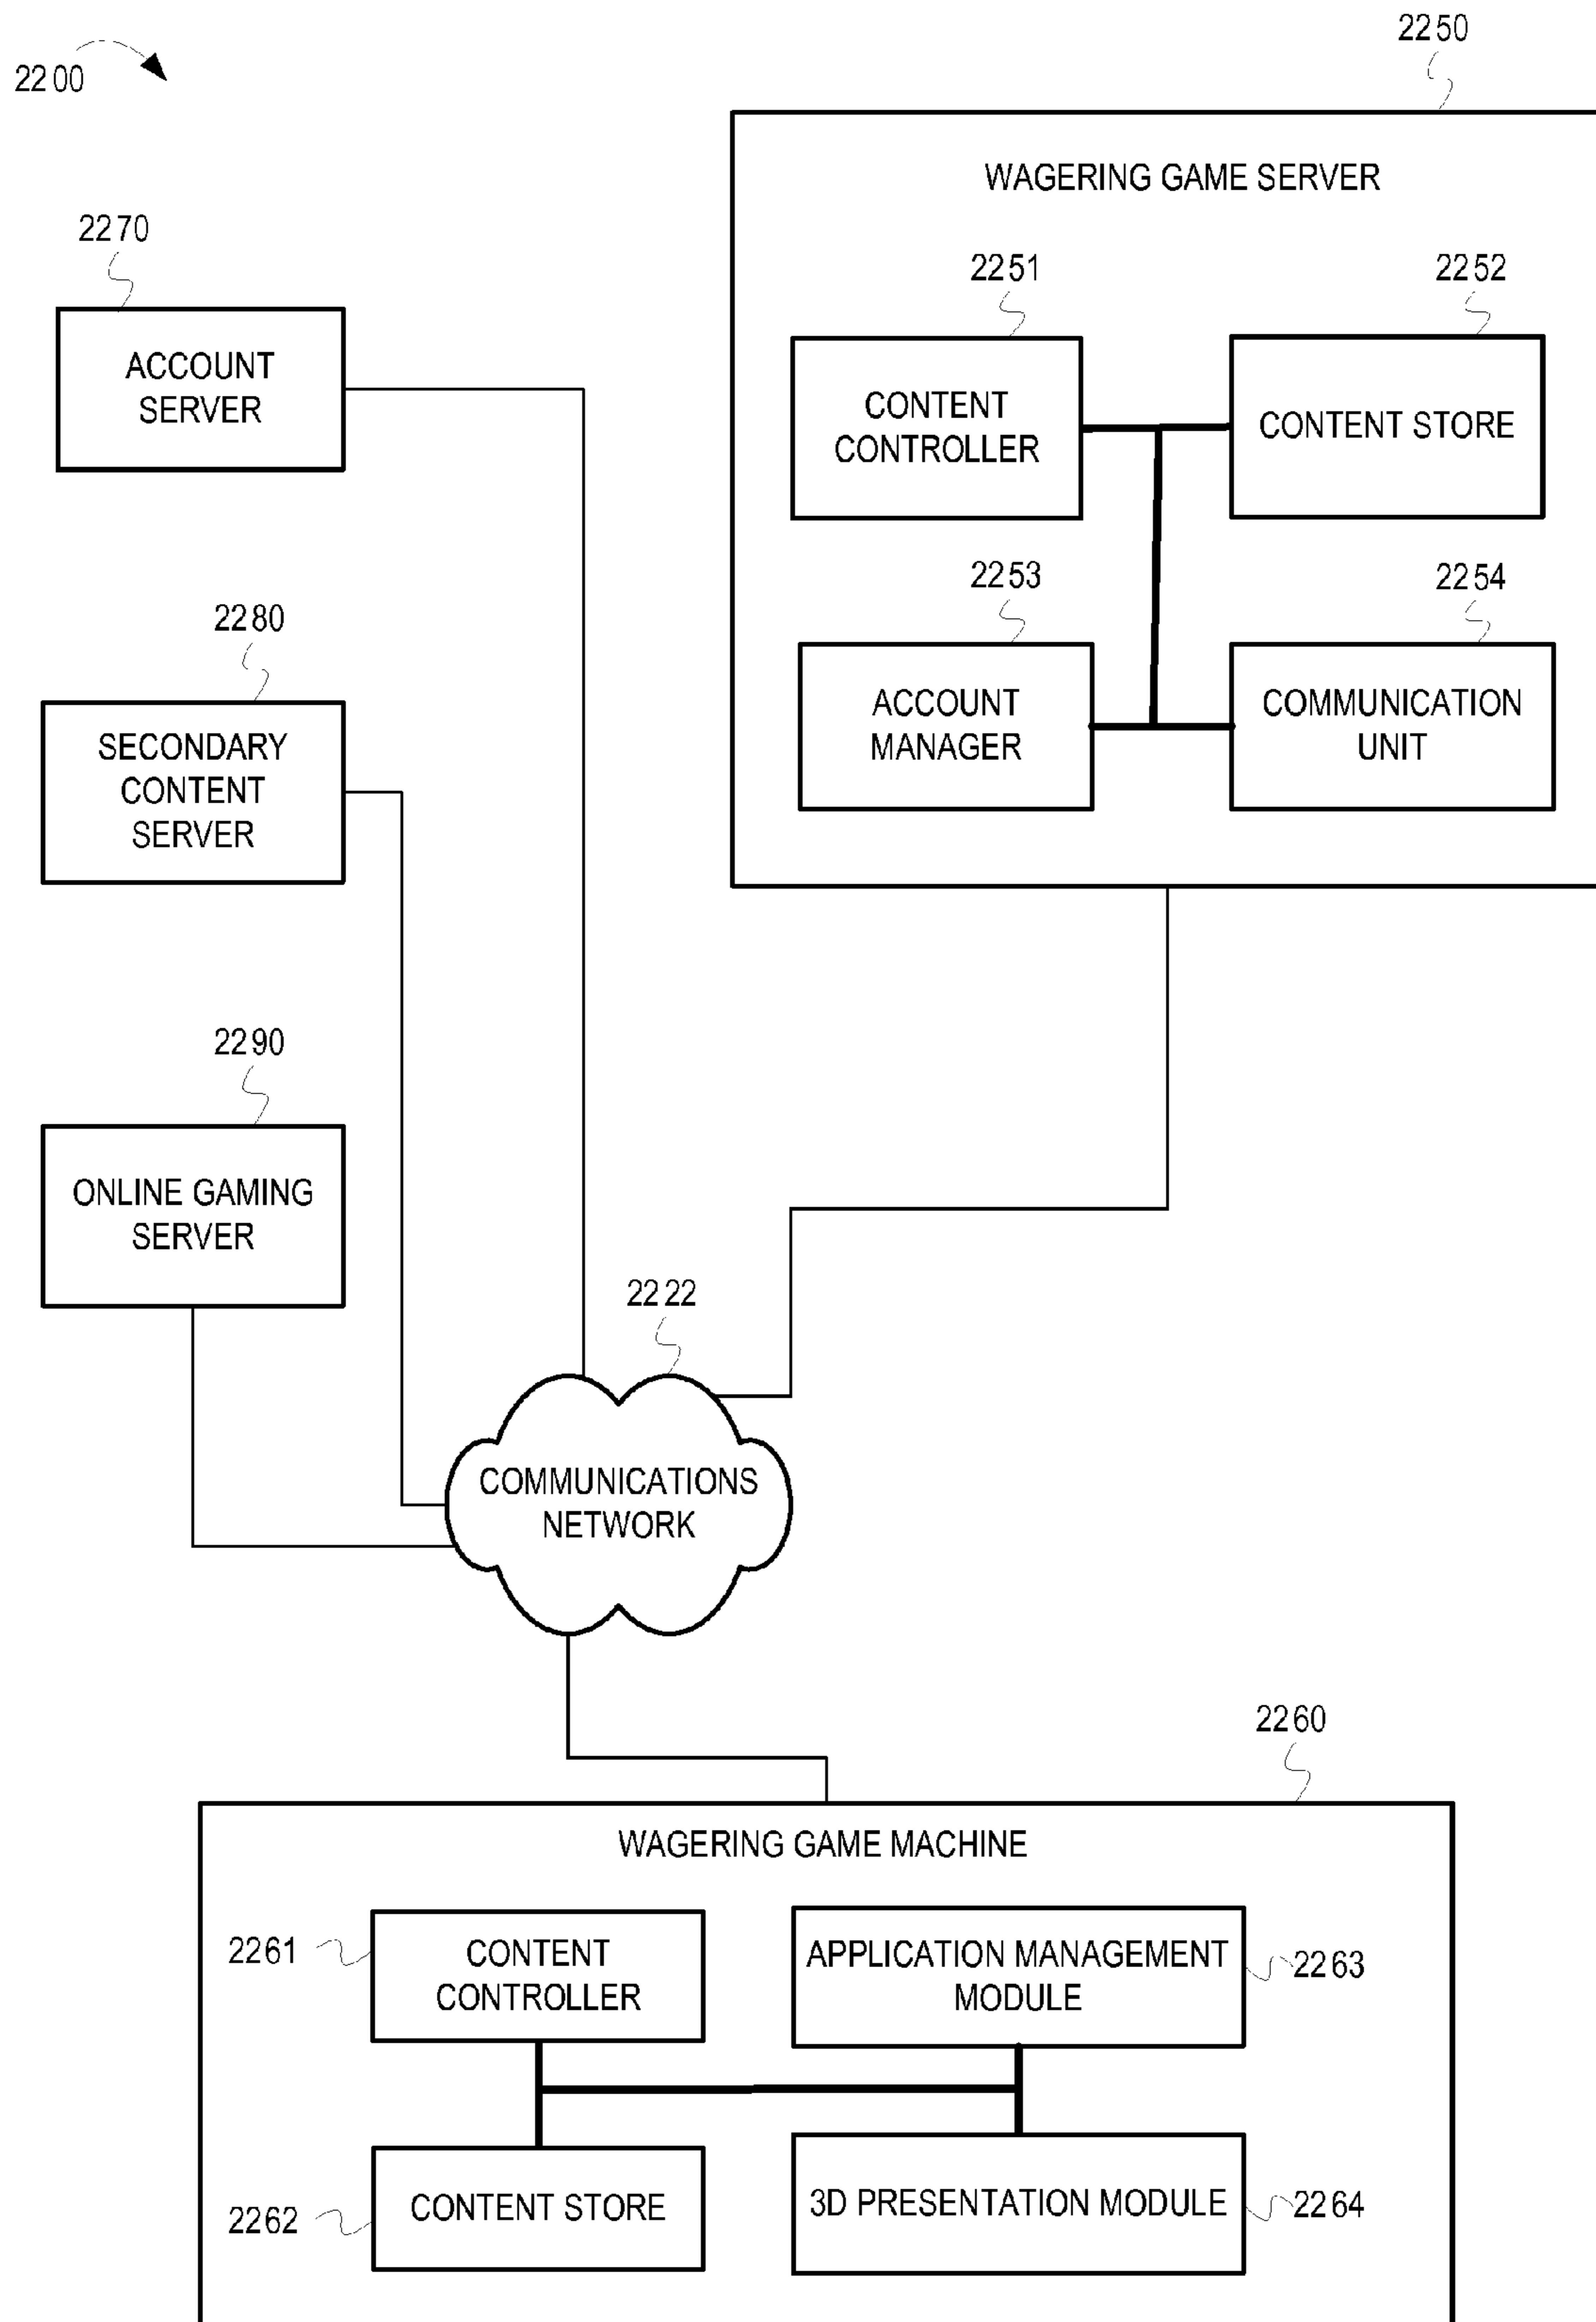 2200
2250
WAGERING GAME SERVER
2270
2251
2252
ACCOUNT
SERVER
CONTENT
CONTROLLER
CONTENT STORE
2253
2254
2280
ACCOUNT
MANAGER
COMMUNICATION
UNIT
SECONDARY
CONTENT
SERVER
2290
ONLINE GAMING
SERVER
2222
COMMUNICATIONS
NETWORK
2260
WAGERING GAME MACHINE
2261
CONTENT
CONTROLLER
APPLICATION MANAGEMENT
MODULE
2263
2262
CONTENT STORE
3D PRESENTATION MODULE
2264